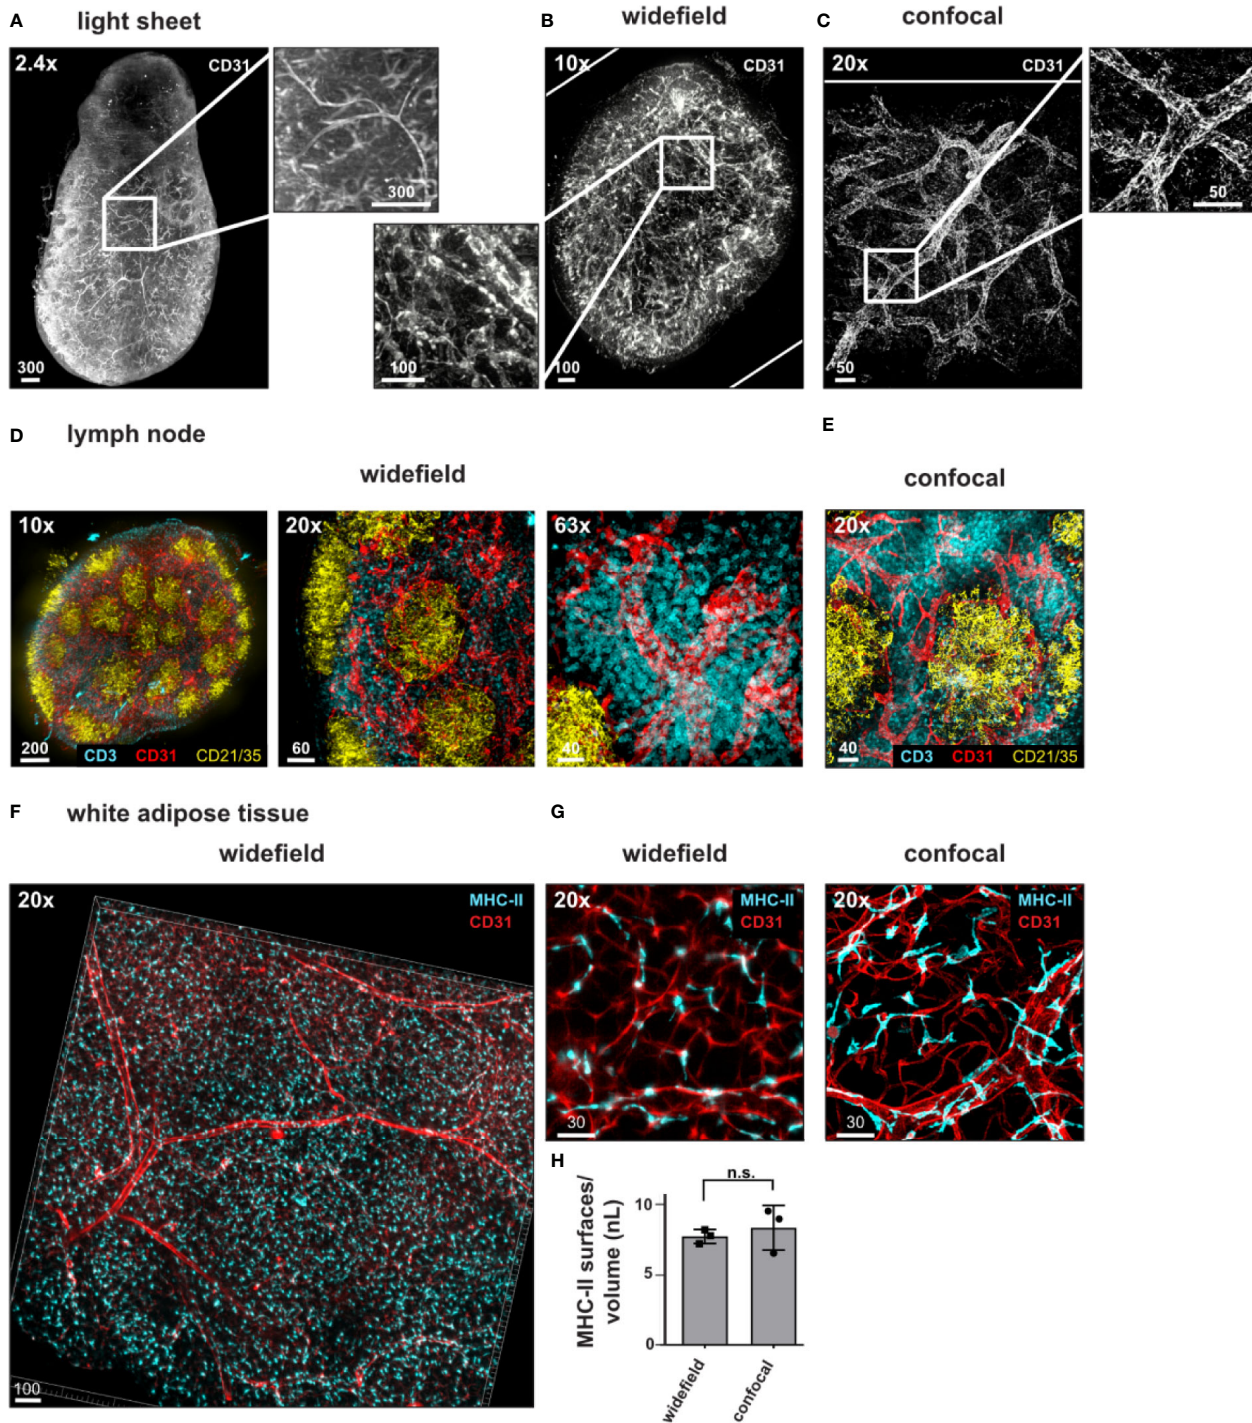 A light sheet
2.4x CD31
300
300
B widefield
10x CD31
100
100
C confocal
20x CD31
50
50
D lymph node
widefield
10x
200 CD3 CD31 CD21/35
20x
60
63x
40
E
confocal
20x
40 CD3 CD31 CD21/35
F white adipose tissue
widefield
20x MHC-II
CD31
100
G
widefield
20x MHC-II
CD31
30
confocal
20x MHC-II
CD31
30
H
n.s.
MHC-II surfaces/
volume (nL)
10
5
0
widefield
confocal